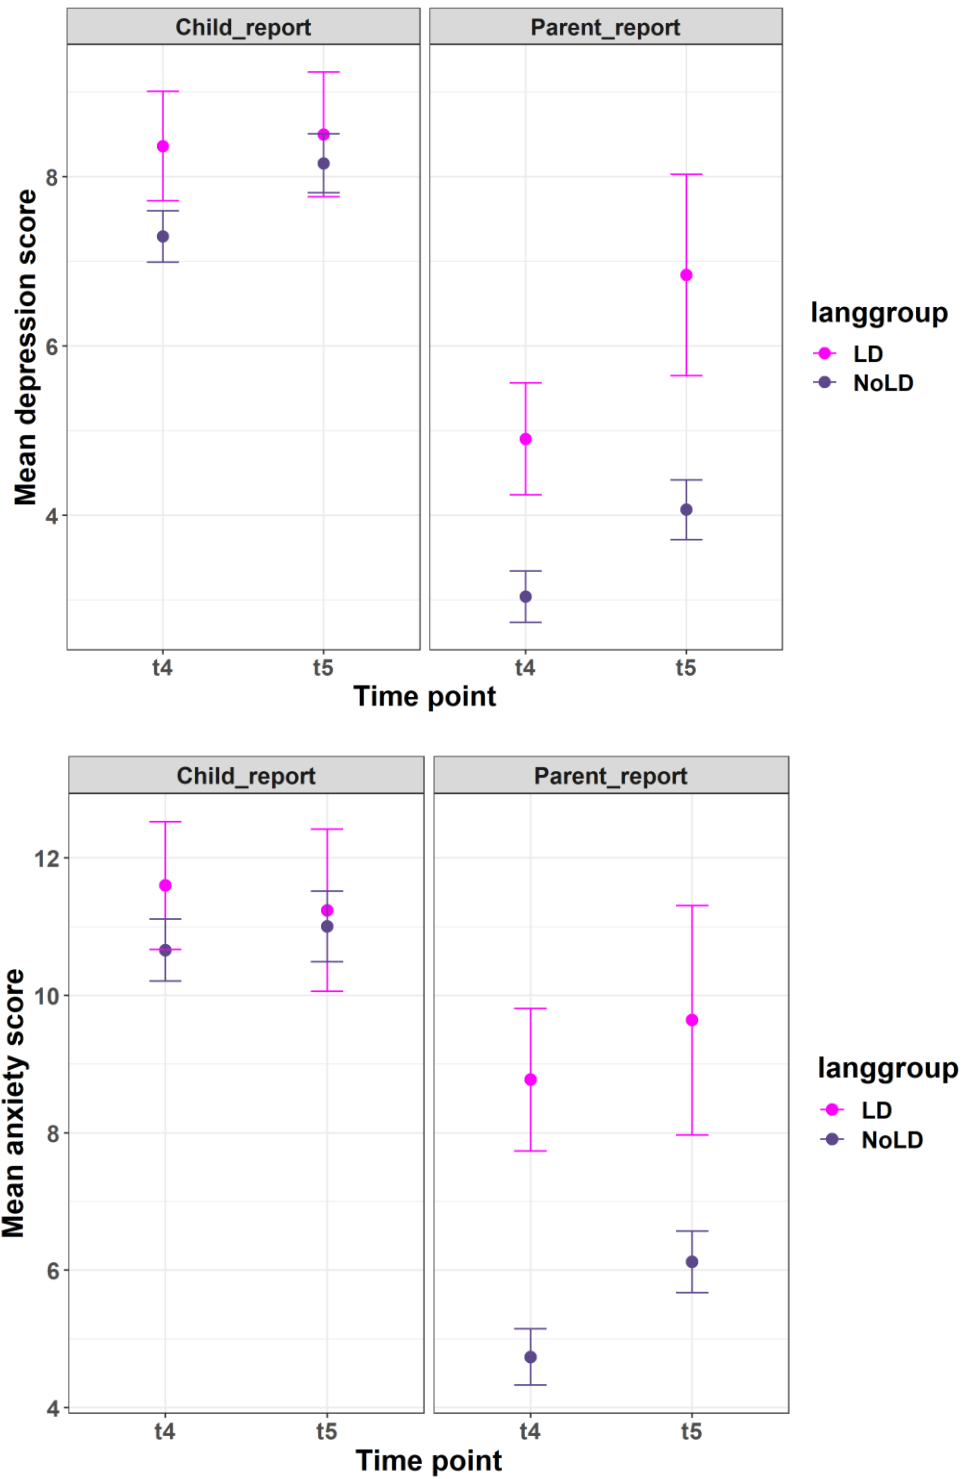 Child_report Parent_report
Mean depression score
8
6
4
t4 t5 t4 t5
Time point
langgroup
LD
NoLD
Child_report Parent_report
Mean anxiety score
12
10
8
6
4
t4 t5 t4 t5
Time point
langgroup
LD
NoLD